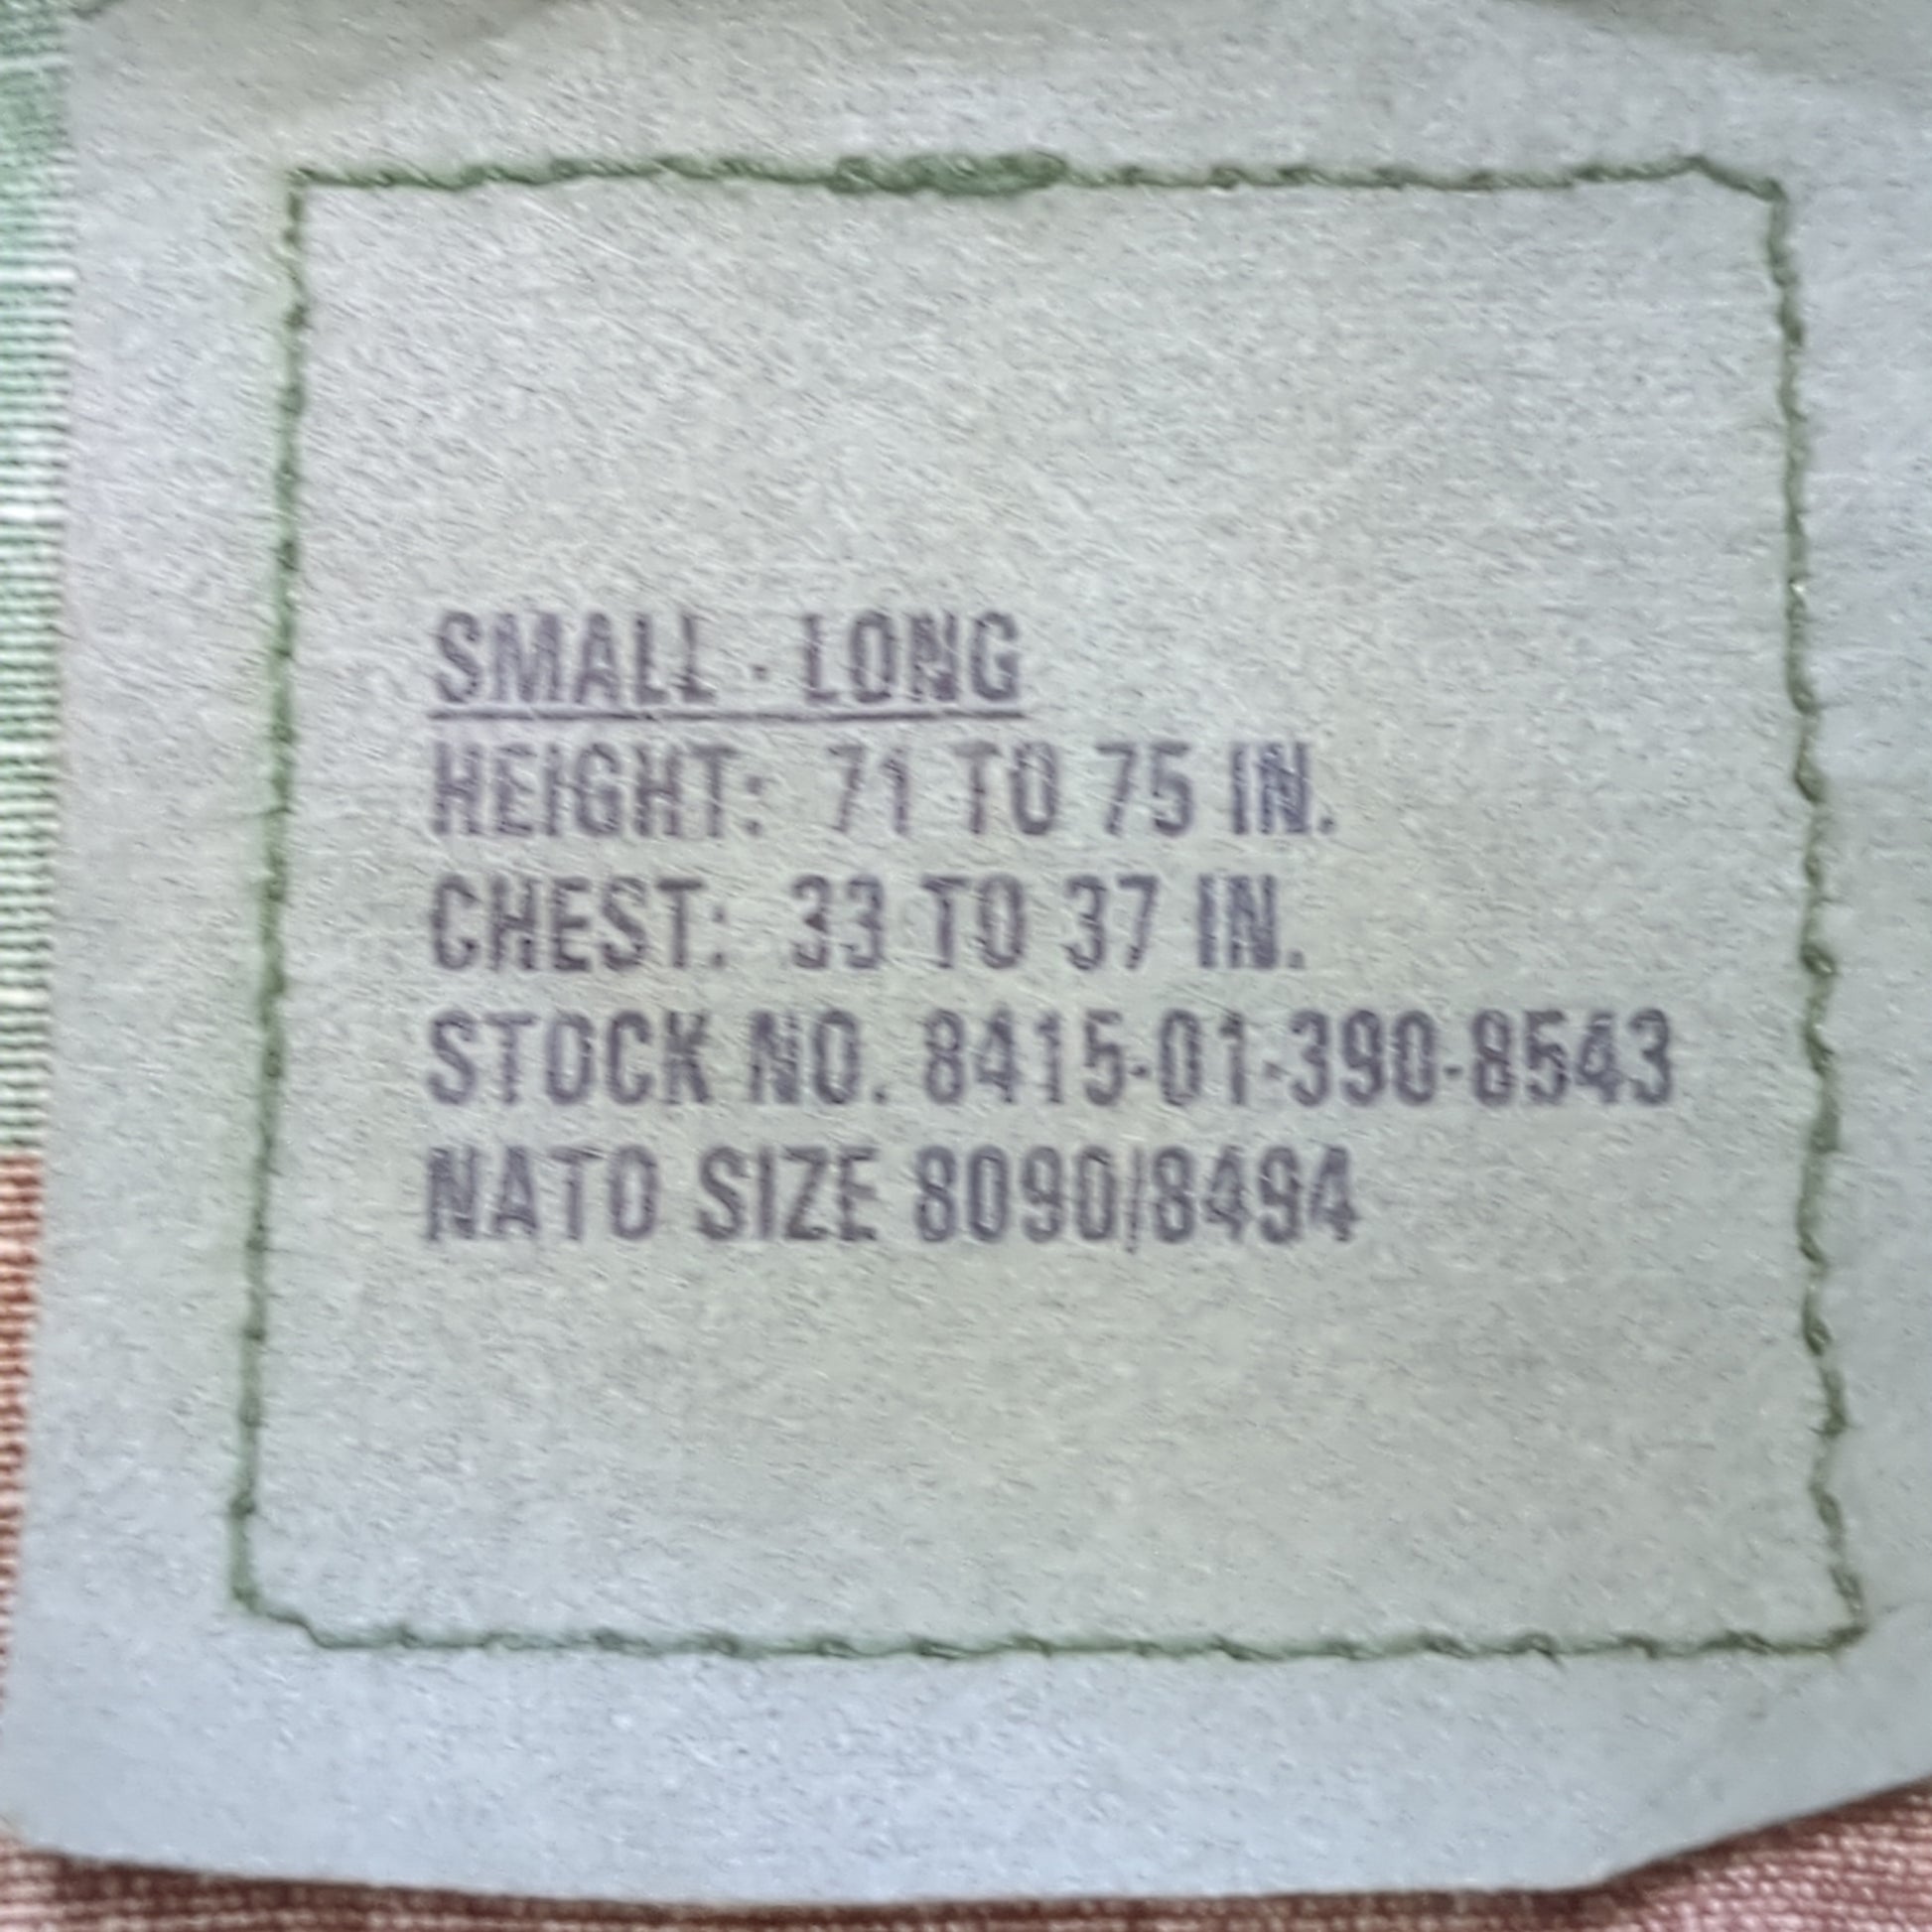 SMALL - LONG
HEIGHT: 71 TO 75 IN.
CHEST: 33 TO 37 IN.
STOCK NO. 8415-01-390-8543
NATO SIZE 8090/8494